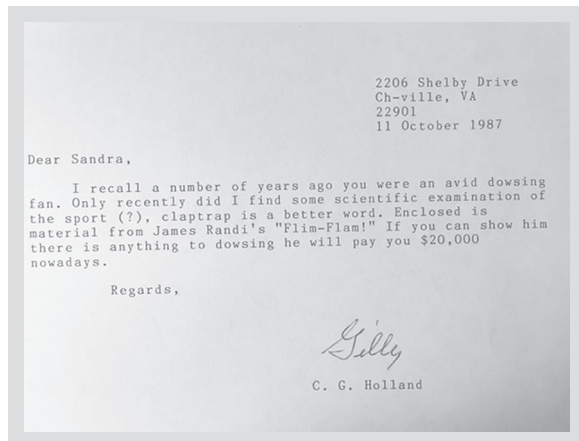 2206 Shelby Drive
Ch-ville, VA
22901
11 October 1987
Dear Sandra,
I recall a number of years ago you were an avid dowsing
fan. Only recently did I find some scientific examination of
the sport (?), claptrap is a better word. Enclosed is
material from James Randi's "Flim-Flam!" If you can show him
there is anything to dowsing he will pay you $20,000
nowadays.
Regards,
Gilly
C. G. Holland